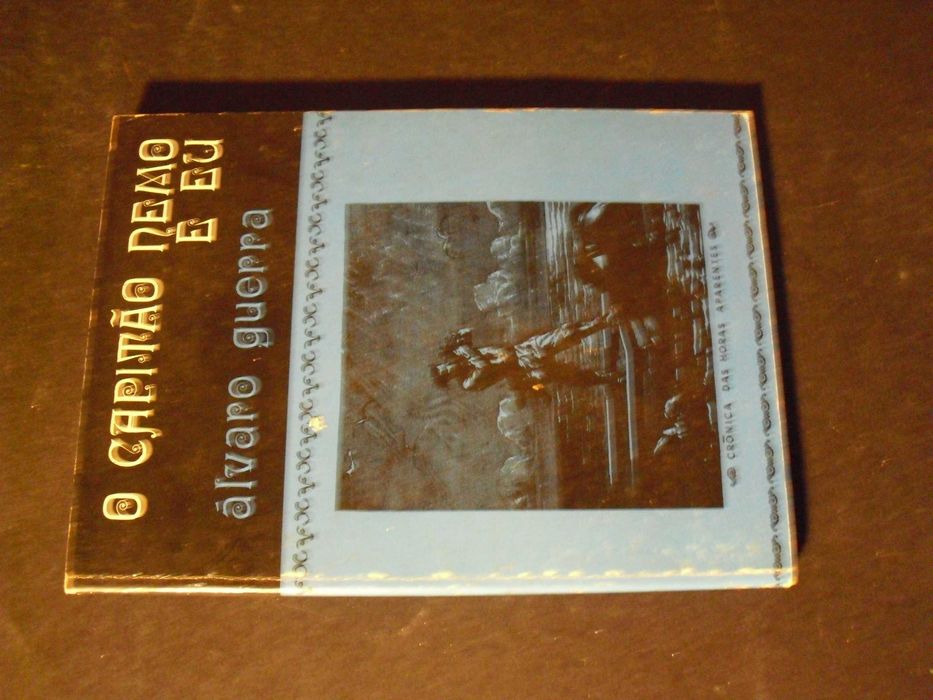 O CAPITÃO NEMO
E EU
álvaro guerra
CRÓNICA DAS HORAS APARENTES